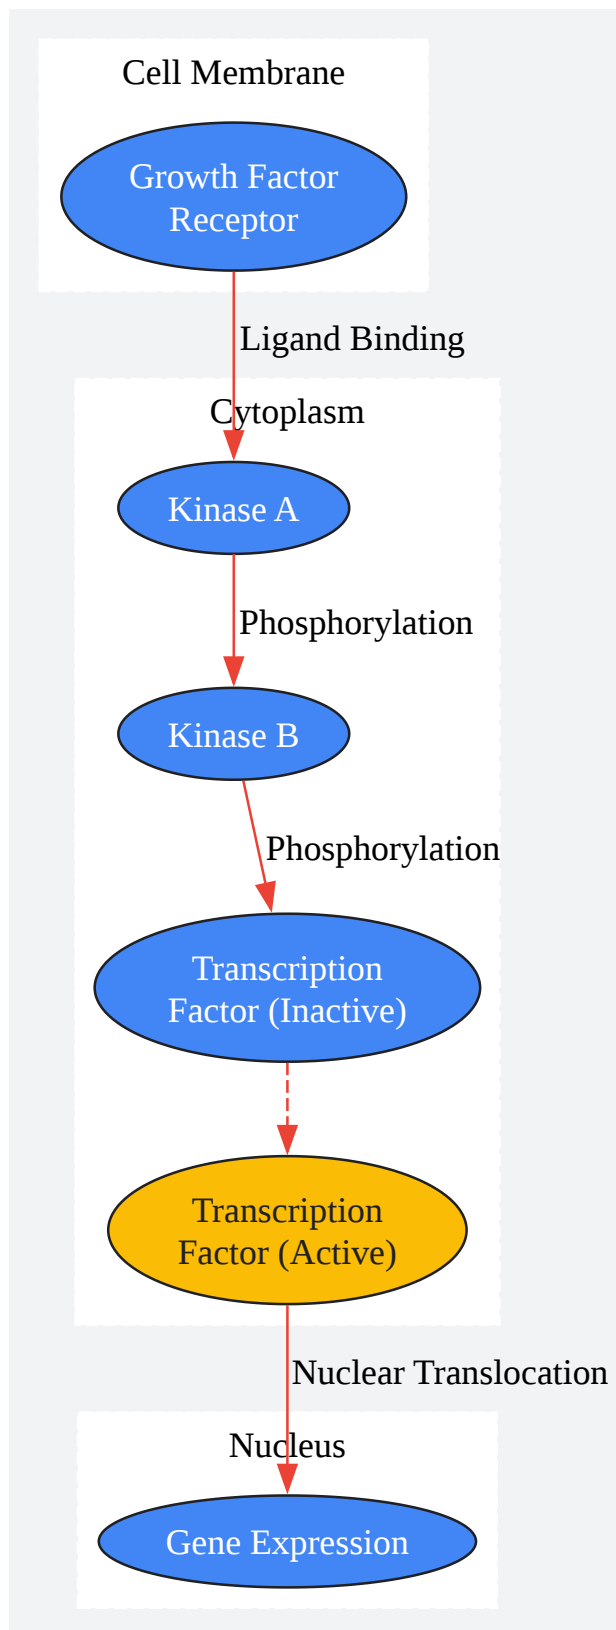 Cell Membrane
Growth Factor
Receptor
Ligand Binding
Cytoplasm
Kinase A
Phosphorylation
Kinase B
Phosphorylation
Transcription
Factor (Inactive)
Transcription
Factor (Active)
Nuclear Translocation
Nucleus
Gene Expression